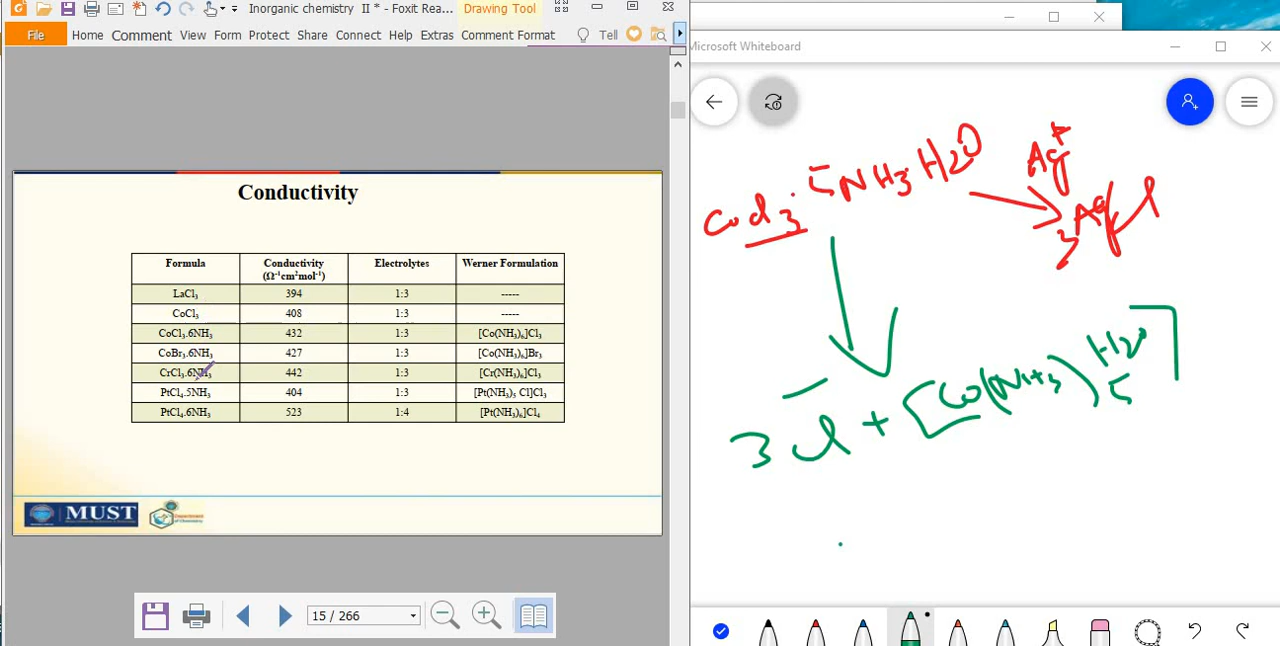 Inorganic chemistry II * - Foxit Rea...
Drawing Tool
File Home Comment View Form Protect Share Connect Help Extras Comment Format Tell
Conductivity
Formula Conductivity (Ω⁻¹cm²mol⁻¹) Electrolytes Werner Formulation
LaCl₃ 394 1:3 -----
CoCl₃ 408 1:3 -----
CoCl₃.6NH₃ 432 1:3 [Co(NH₃)₆]Cl₃
CoBr₃.6NH₃ 427 1:3 [Co(NH₃)₆]Br₃
CrCl₃.6NH₃ 442 1:3 [Cr(NH₃)₆]Cl₃
PtCl₄.5NH₃ 404 1:3 [Pt(NH₃)₅ Cl]Cl₃
PtCl₄.6NH₃ 523 1:4 [Pt(NH₃)₆]Cl₄
MUST
15 / 266
Microsoft Whiteboard
CoCl₃ 5NH₃ H₂O
Ag⁺
3AgCl
3 Cl⁻ + [Co(NH₃)₅ H₂O]